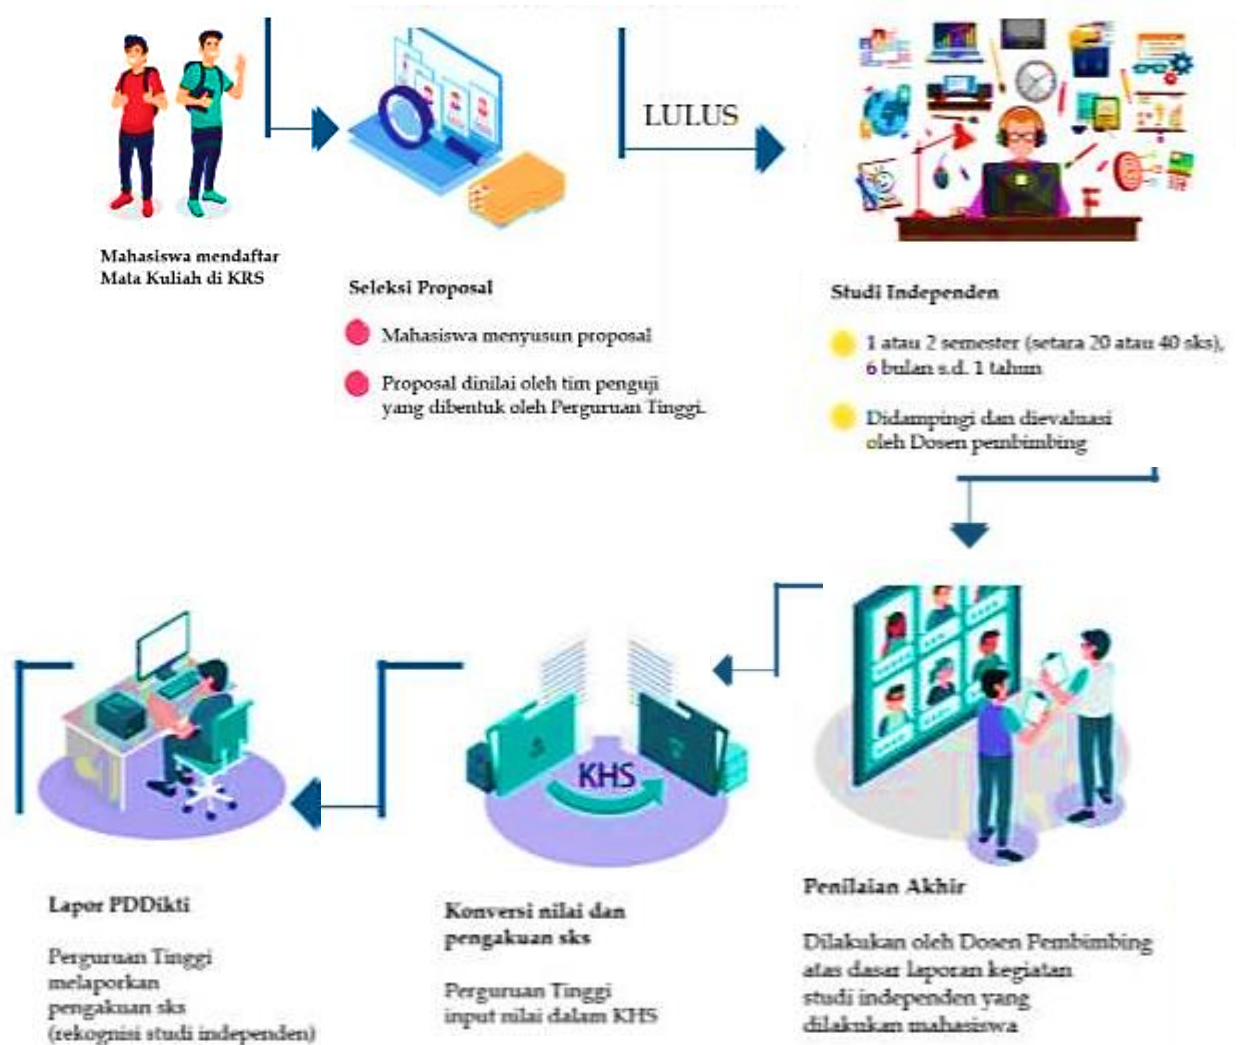 Mahasiswa mendaftar
Mata Kuliah di KRS
Seleksi Proposal
Mahasiswa menyusun proposal
Proposal dinilai oleh tim penguji
yang dibentuk oleh Perguruan Tinggi.
LULUS
Studi Independen
1 atau 2 semester (setara 20 atau 40 sks),
6 bulan s.d. 1 tahun
Didampingi dan dievaluasi
oleh Dosen pembimbing
Penilaian Akhir
Dilakukan oleh Dosen Pembimbing
atas dasar laporan kegiatan
studi independen yang
dilakukan mahasiswa
KHS
Konversi nilai dan
pengakuan sks
Perguruan Tinggi
input nilai dalam KHS
Lapor PDDikti
Perguruan Tinggi
melaporkan
pengakuan sks
(rekognisi studi independen)